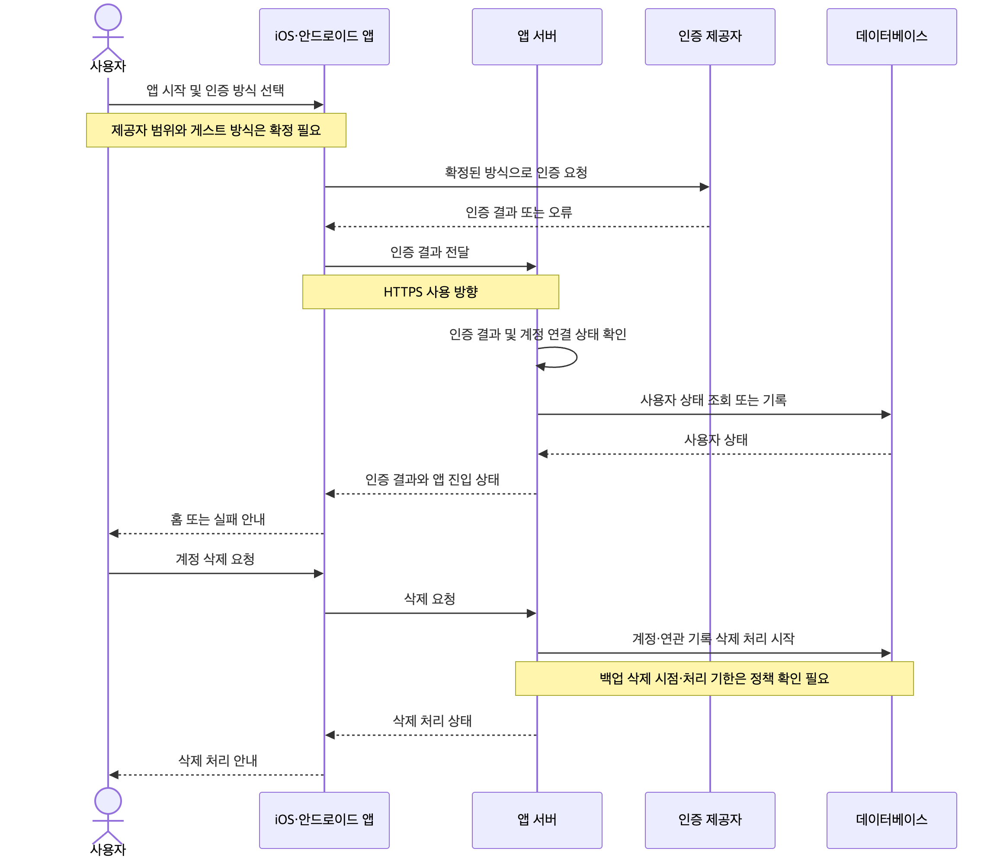 사용자
iOS·안드로이드 앱
앱 서버
인증 제공자
데이터베이스
앱 시작 및 인증 방식 선택
제공자 범위와 게스트 방식은 확정 필요
확정된 방식으로 인증 요청
인증 결과 또는 오류
인증 결과 전달
HTTPS 사용 방향
인증 결과 및 계정 연결 상태 확인
사용자 상태 조회 또는 기록
사용자 상태
인증 결과와 앱 진입 상태
홈 또는 실패 안내
계정 삭제 요청
삭제 요청
계정·연관 기록 삭제 처리 시작
백업 삭제 시점·처리 기한은 정책 확인 필요
삭제 처리 상태
삭제 처리 안내
사용자
iOS·안드로이드 앱
앱 서버
인증 제공자
데이터베이스